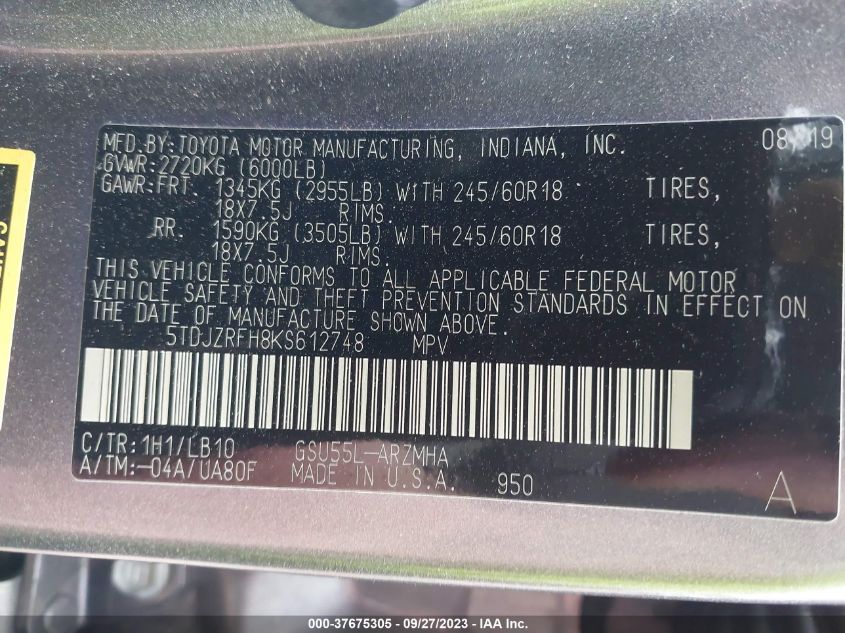 MFD.BY:TOYOTA MOTOR MANUFACTURING, INDIANA, INC. 08/19
GVWR:2720KG (6000LB)
GAWR:FRT. 1345KG (2955LB) WITH 245/60R18 TIRES,
18X7.5J RIMS.
RR. 1590KG (3505LB) WITH 245/60R18 TIRES,
18X7.5J RIMS.
THIS VEHICLE CONFORMS TO ALL APPLICABLE FEDERAL MOTOR
VEHICLE SAFETY AND THEFT PREVENTION STANDARDS IN EFFECT ON
THE DATE OF MANUFACTURE SHOWN ABOVE.
5TDJZRFH8KS612748 MPV
C/TR:1H1/LB10 GSU55L-ARZMHA
A/TM:-04A/UA80F MADE IN U.S.A. 950 A
000-37675305 - 09/27/2023 - IAA Inc.